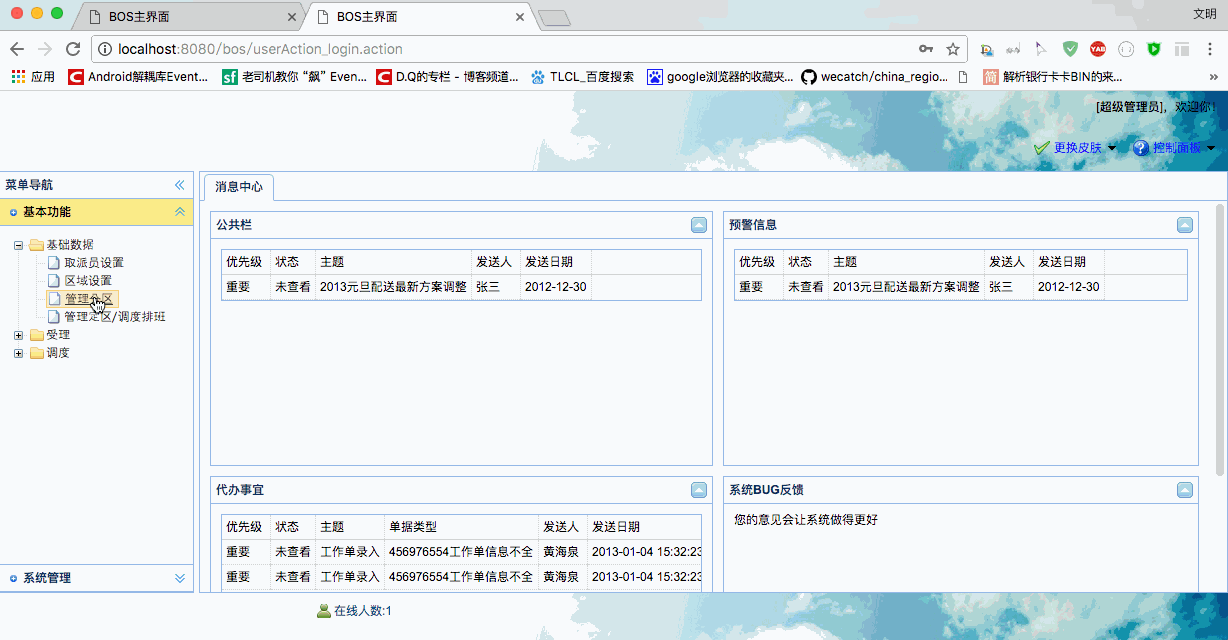 BOS主界面
BOS主界面
文明
localhost:8080/bos/userAction_login.action
应用
Android解耦库Event...
老司机教你“飙”Even...
D.Q的专栏 - 博客频道...
TLCL_百度搜索
google浏览器的收藏夹...
wecatch/china_regio...
简
解析银行卡卡BIN的来...
[超级管理员]，欢迎你！
更换皮肤
控制面板
菜单导航
基本功能
基础数据
取派员设置
区域设置
管理分区
管理定区/调度排班
受理
调度
系统管理
消息中心
公共栏
优先级 状态 主题 发送人 发送日期
重要 未查看 2013元旦配送最新方案调整 张三 2012-12-30
预警信息
优先级 状态 主题 发送人 发送日期
重要 未查看 2013元旦配送最新方案调整 张三 2012-12-30
代办事宜
优先级 状态 主题 单据类型 发送人 发送日期
重要 未查看 工作单录入 456976554工作单信息不全 黄海泉 2013-01-04 15:32:23
重要 未查看 工作单录入 456976554工作单信息不全 黄海泉 2013-01-04 15:32:23
系统BUG反馈
您的意见会让系统做得更好
在线人数:1